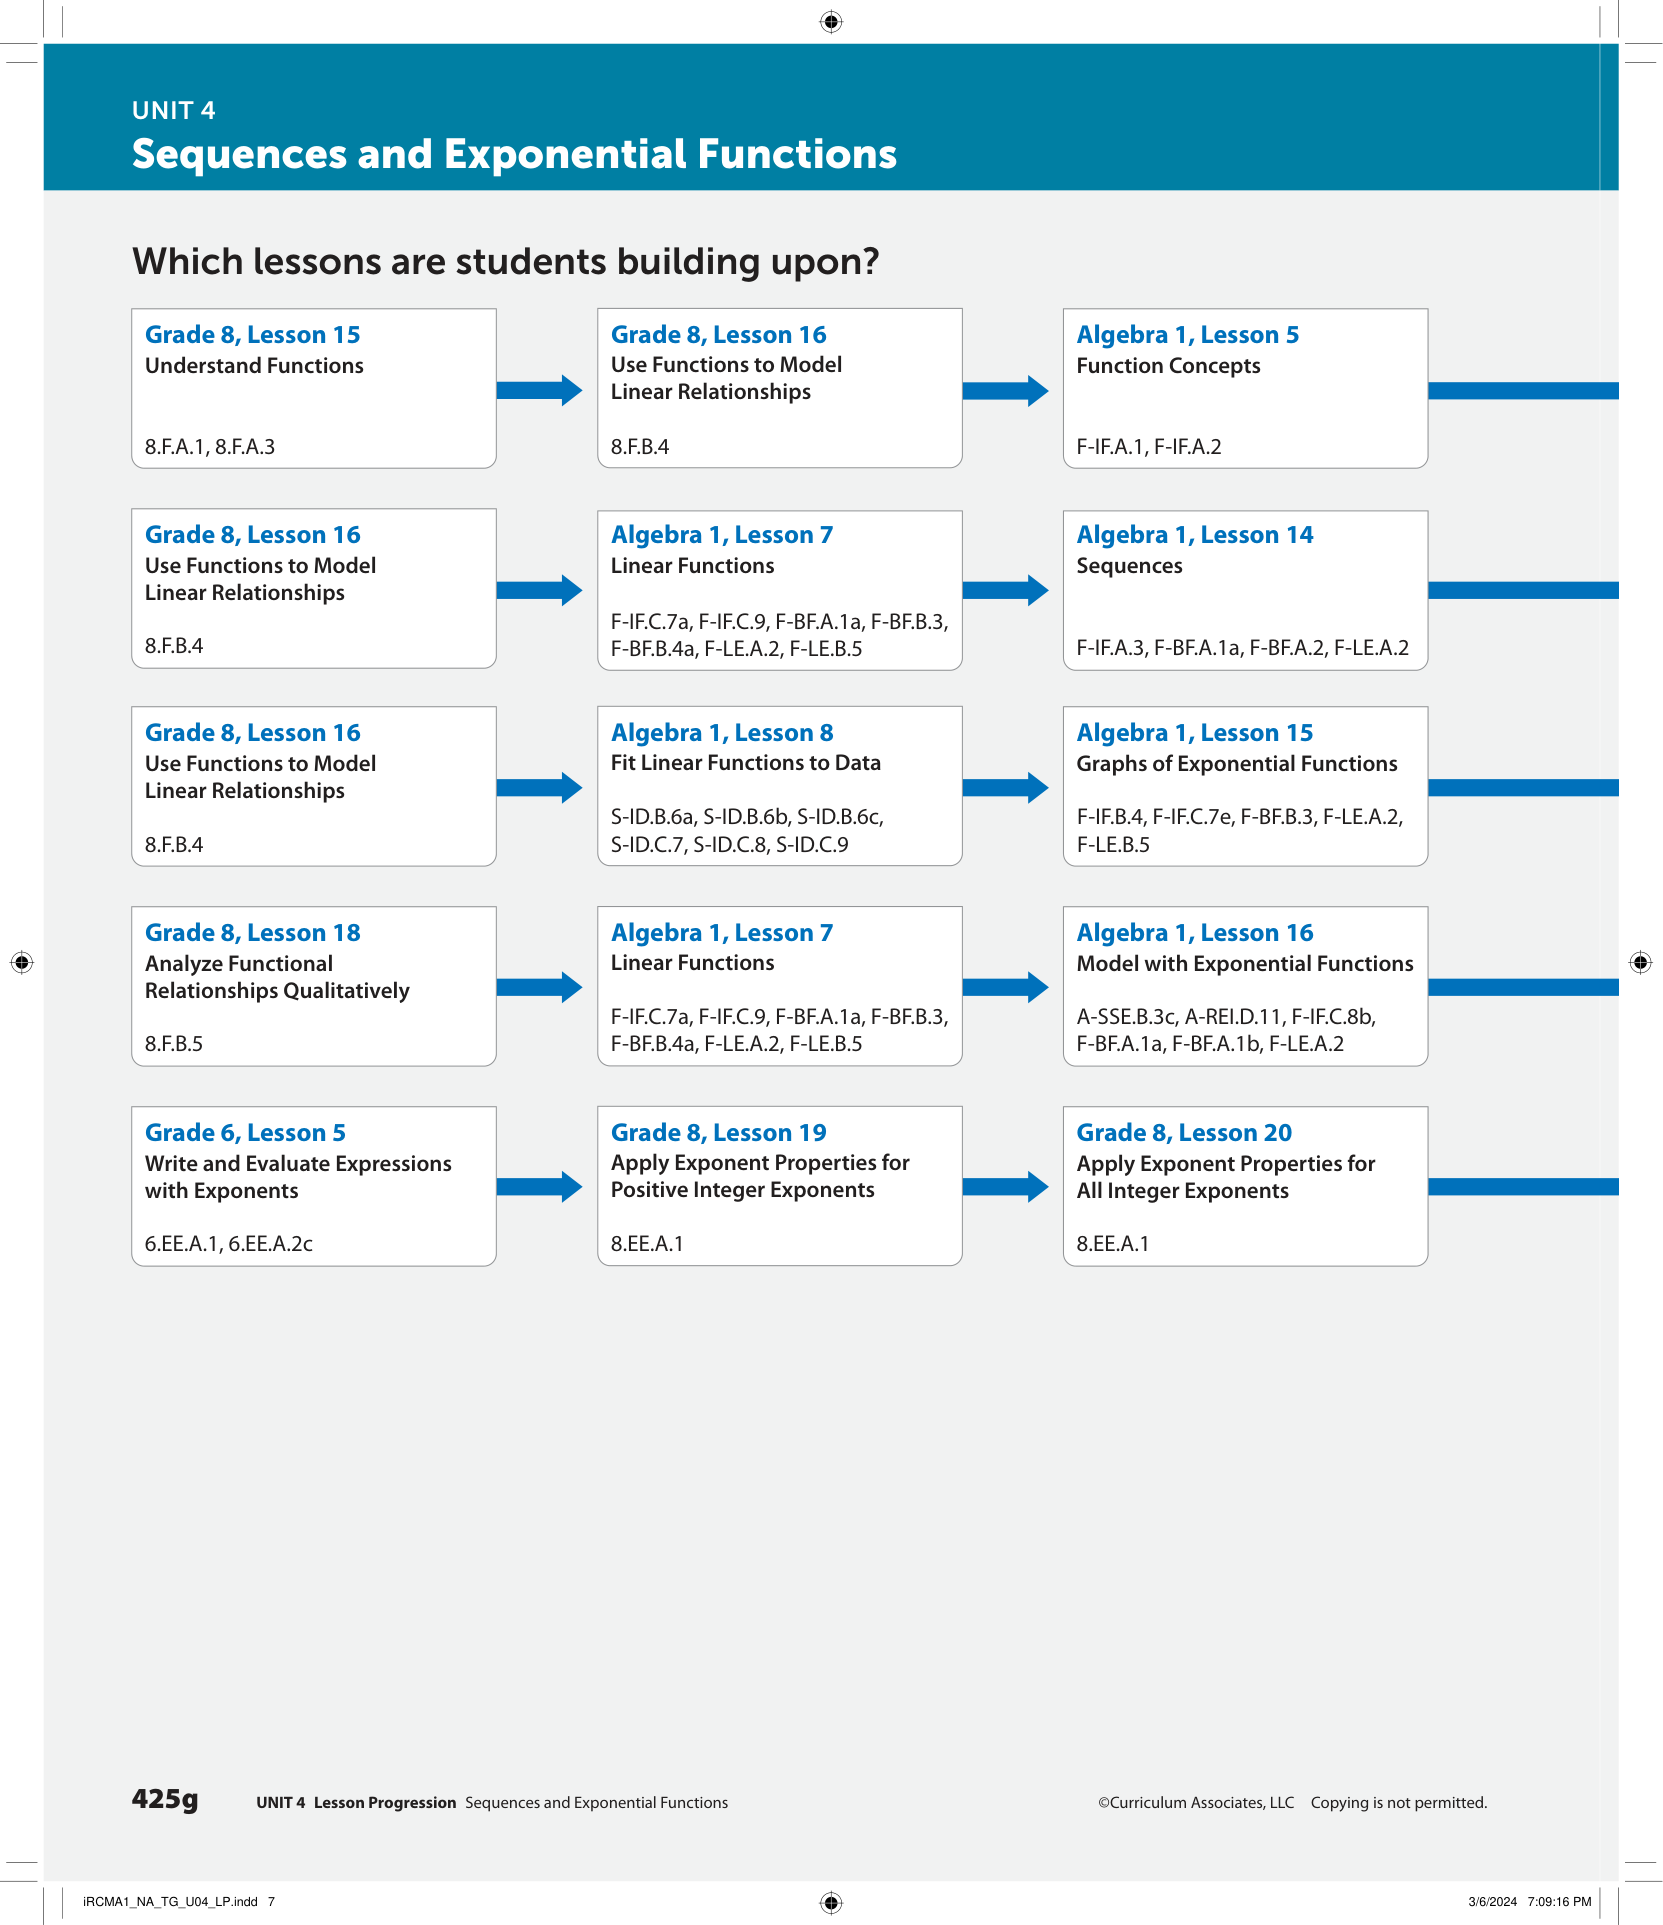 UNIT 4
Sequences and Exponential Functions
Which lessons are students building upon?
Grade 8, Lesson 15
Understand Functions
8.F.A.1, 8.F.A.3
Grade 8, Lesson 16
Use Functions to Model
Linear Relationships
8.F.B.4
Algebra 1, Lesson 5
Function Concepts
F-IF.A.1, F-IF.A.2
Grade 8, Lesson 16
Use Functions to Model
Linear Relationships
8.F.B.4
Algebra 1, Lesson 7
Linear Functions
F-IF.C.7a, F-IF.C.9, F-BF.A.1a, F-BF.B.3,
F-BF.B.4a, F-LE.A.2, F-LE.B.5
Algebra 1, Lesson 14
Sequences
F-IF.A.3, F-BF.A.1a, F-BF.A.2, F-LE.A.2
Grade 8, Lesson 16
Use Functions to Model
Linear Relationships
8.F.B.4
Algebra 1, Lesson 8
Fit Linear Functions to Data
S-ID.B.6a, S-ID.B.6b, S-ID.B.6c,
S-ID.C.7, S-ID.C.8, S-ID.C.9
Algebra 1, Lesson 15
Graphs of Exponential Functions
F-IF.B.4, F-IF.C.7e, F-BF.B.3, F-LE.A.2,
F-LE.B.5
Grade 8, Lesson 18
Analyze Functional
Relationships Qualitatively
8.F.B.5
Algebra 1, Lesson 7
Linear Functions
F-IF.C.7a, F-IF.C.9, F-BF.A.1a, F-BF.B.3,
F-BF.B.4a, F-LE.A.2, F-LE.B.5
Algebra 1, Lesson 16
Model with Exponential Functions
A-SSE.B.3c, A-REI.D.11, F-IF.C.8b,
F-BF.A.1a, F-BF.A.1b, F-LE.A.2
Grade 6, Lesson 5
Write and Evaluate Expressions
with Exponents
6.EE.A.1, 6.EE.A.2c
Grade 8, Lesson 19
Apply Exponent Properties for
Positive Integer Exponents
8.EE.A.1
Grade 8, Lesson 20
Apply Exponent Properties for
All Integer Exponents
8.EE.A.1
425g UNIT 4 Lesson Progression Sequences and Exponential Functions ©Curriculum Associates, LLC Copying is not permitted.
iRCMA1_NA_TG_U04_LP.indd 7 3/6/2024 7:09:16 PM